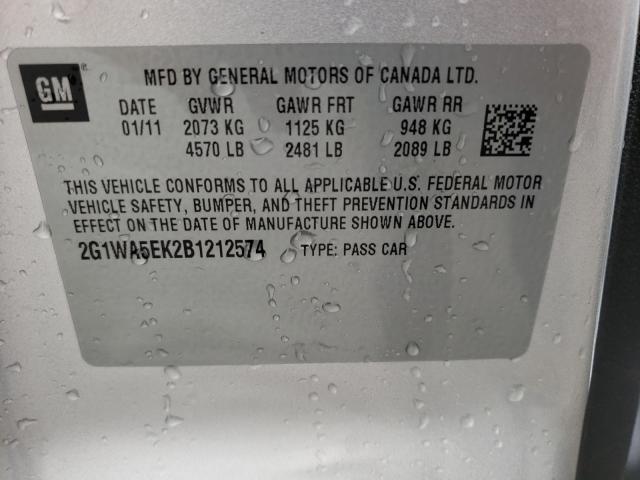 GM ®
MFD BY GENERAL MOTORS OF CANADA LTD.
DATE GVWR GAWR FRT GAWR RR
01/11 2073 KG 1125 KG 948 KG
4570 LB 2481 LB 2089 LB
THIS VEHICLE CONFORMS TO ALL APPLICABLE U.S. FEDERAL MOTOR
VEHICLE SAFETY, BUMPER, AND THEFT PREVENTION STANDARDS IN
EFFECT ON THE DATE OF MANUFACTURE SHOWN ABOVE.
2G1WA5EK2B1212574 TYPE: PASS CAR